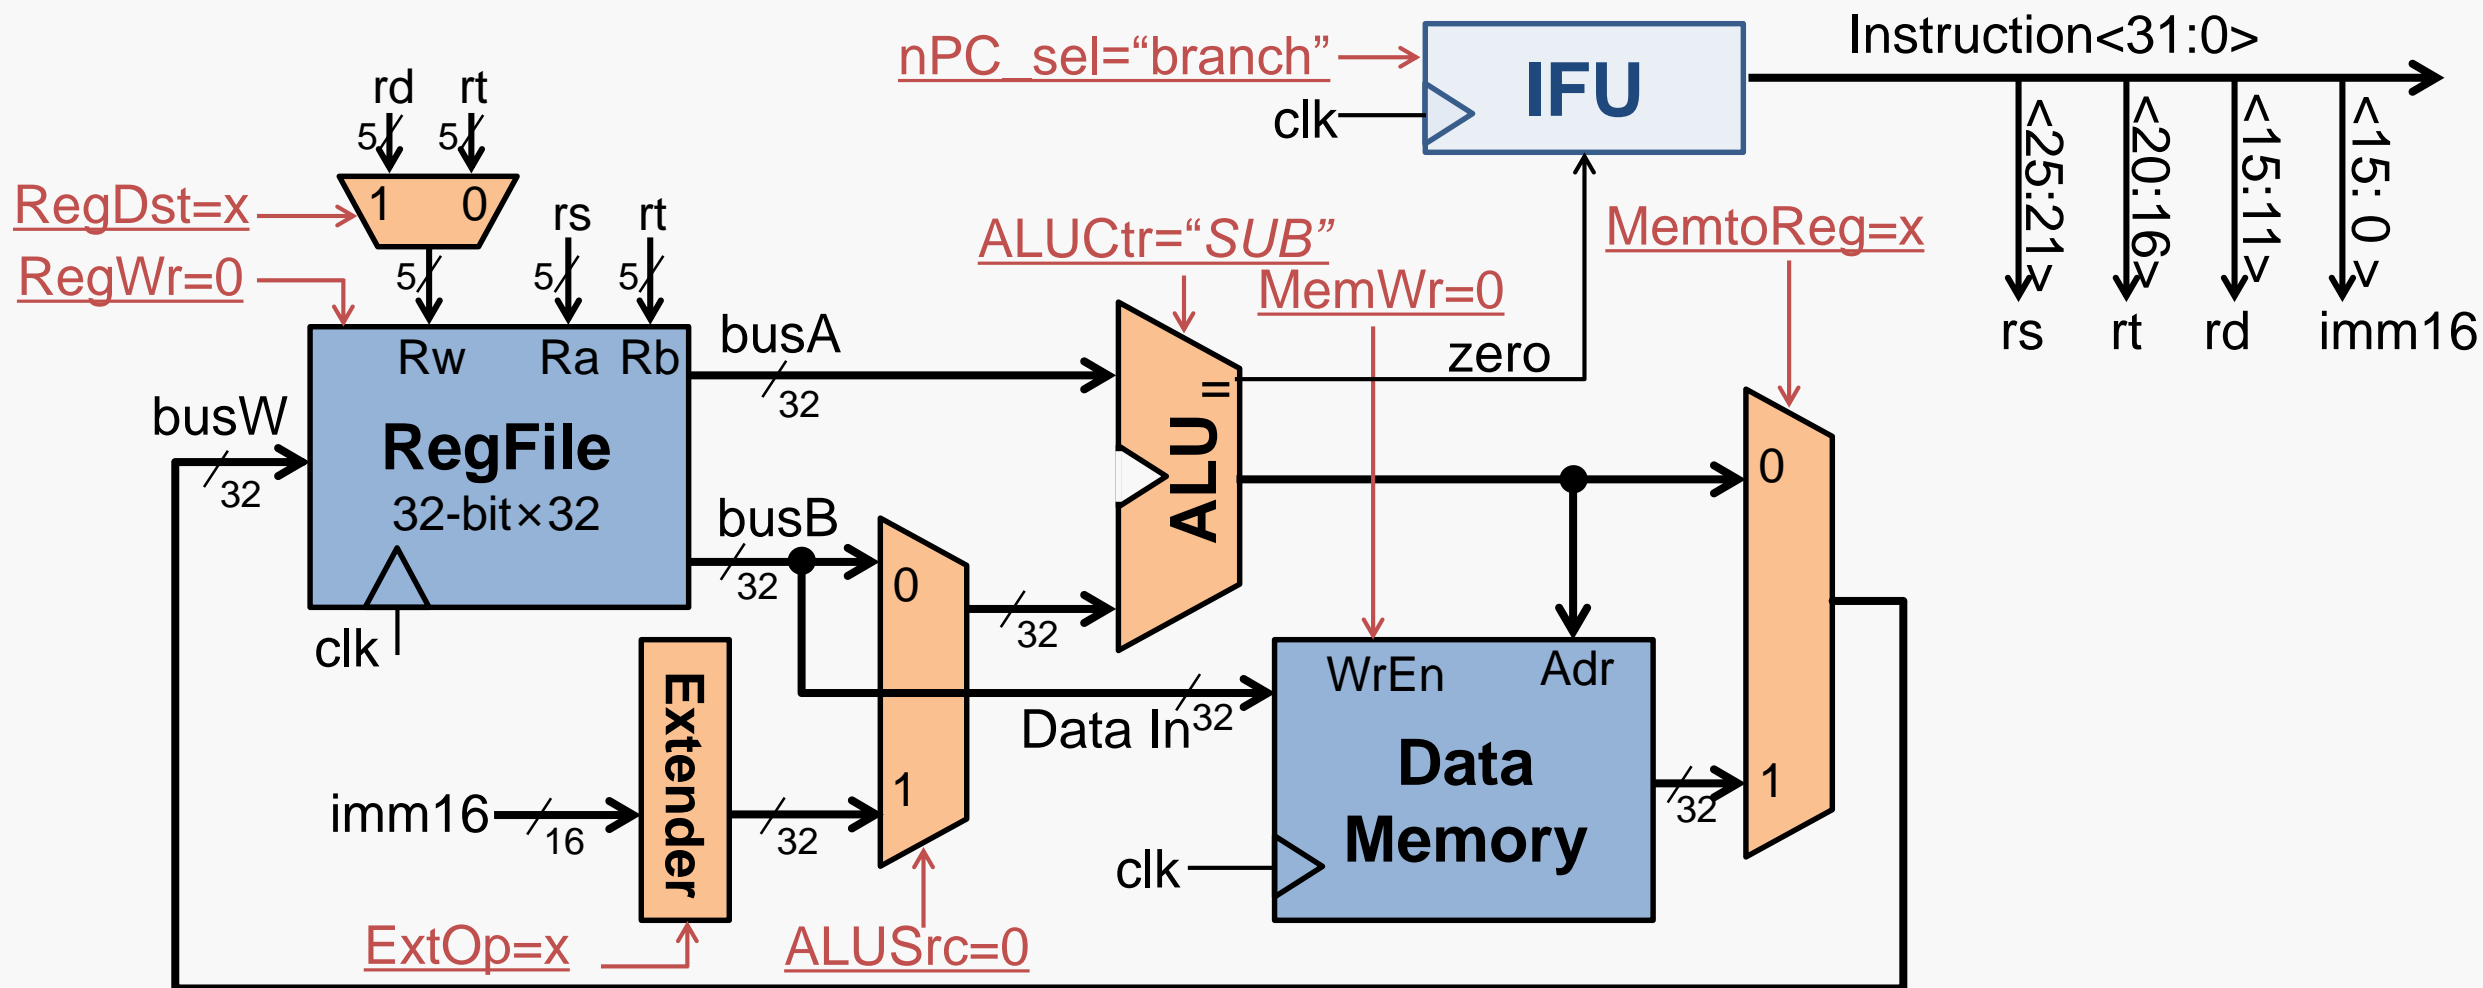 Instruction<31:0>
nPC_sel=“branch”
IFU
clk
rd rt
5 5
<25:21>
<20:16>
<15:11>
<15: 0 >
RegDst=x
1 0
rs rt
ALUCtr=“SUB”
MemtoReg=x
RegWr=0
5 5 5
MemWr=0
rs rt rd imm16
Rw Ra Rb
busA
32
zero
=
busW
32
RegFile
32-bit×32
ALU
0
busB
32
0
clk
32
WrEn Adr
Extender
Data In
32
Data
Memory
imm16
16
32
1
32
1
clk
ExtOp=x
ALUSrc=0